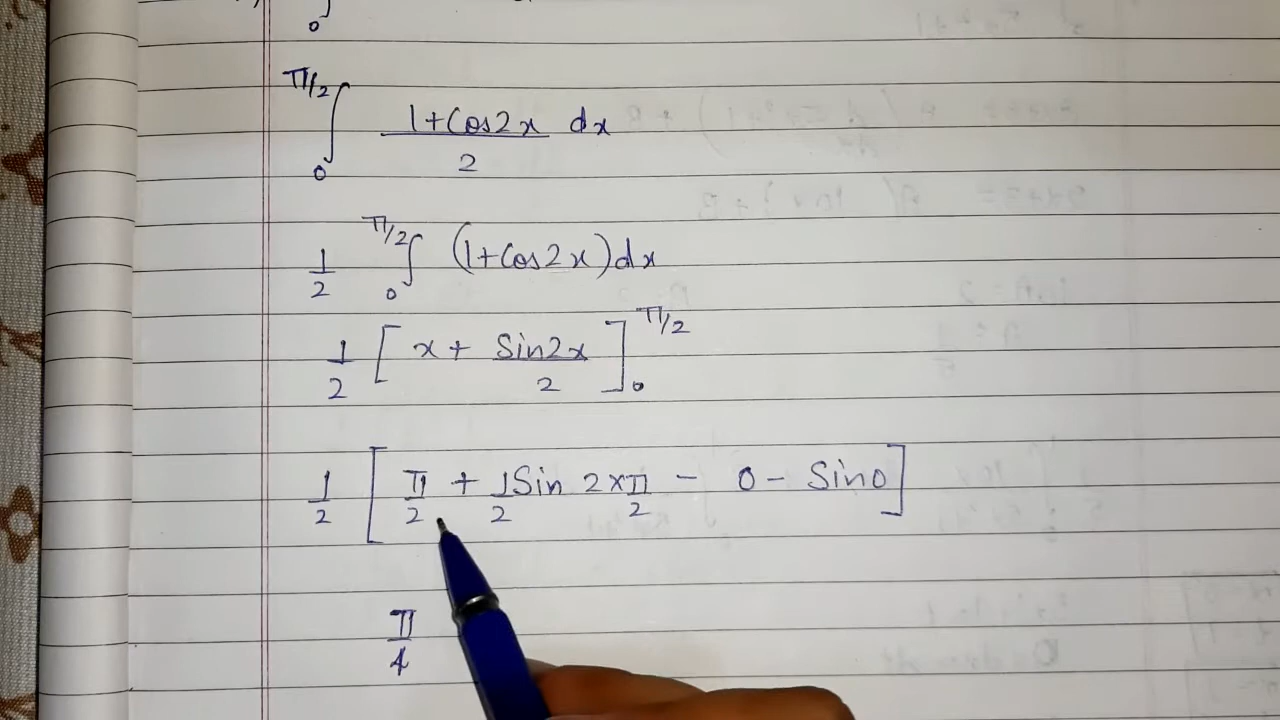 0
π/2 ∫ 0 1+Cos2x / 2 dx
1/2 π/2 ∫ 0 (1+Cos2x)dx
1/2 [ x + Sin2x / 2 ] π/2 0
1/2 [ π/2 + 1/2 Sin 2×π/2 - 0 - Sin0 ]
π/4